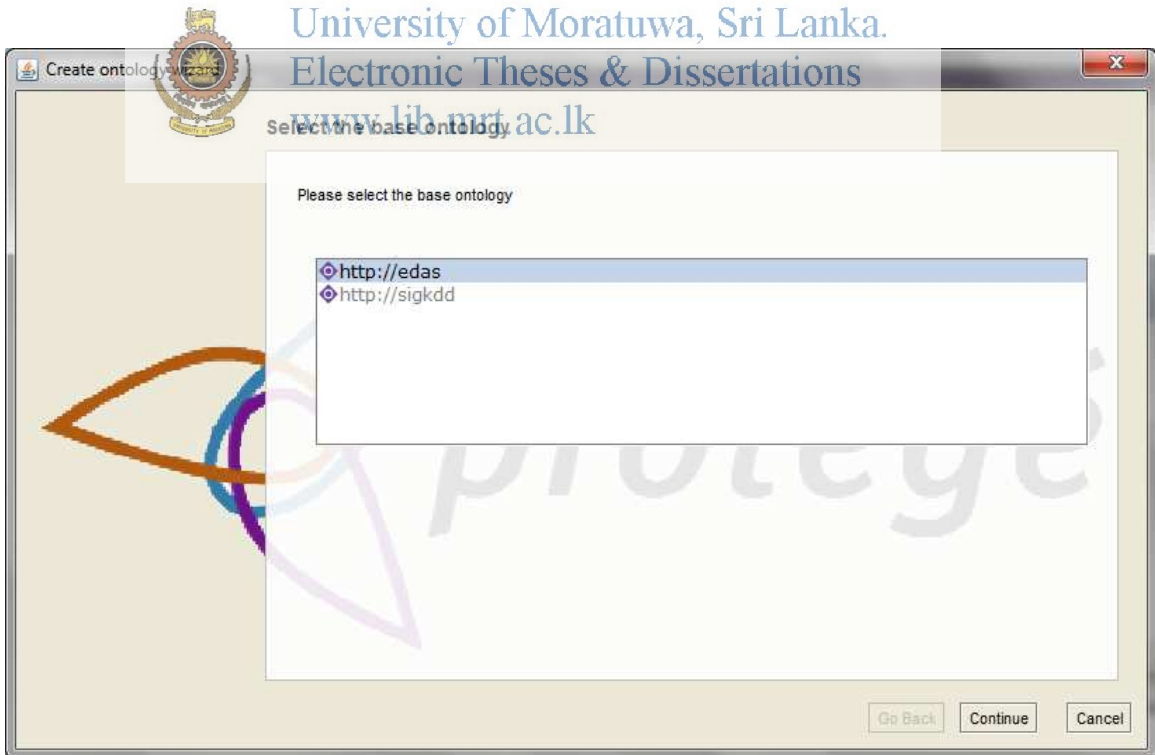 University of Moratuwa, Sri Lanka.
Electronic Theses & Dissertations
www.lib.mrt.ac.lk
Create ontology wizard
Select the base ontology
Please select the base ontology
http://edas
http://sigkdd
protégé
Go Back
Continue
Cancel